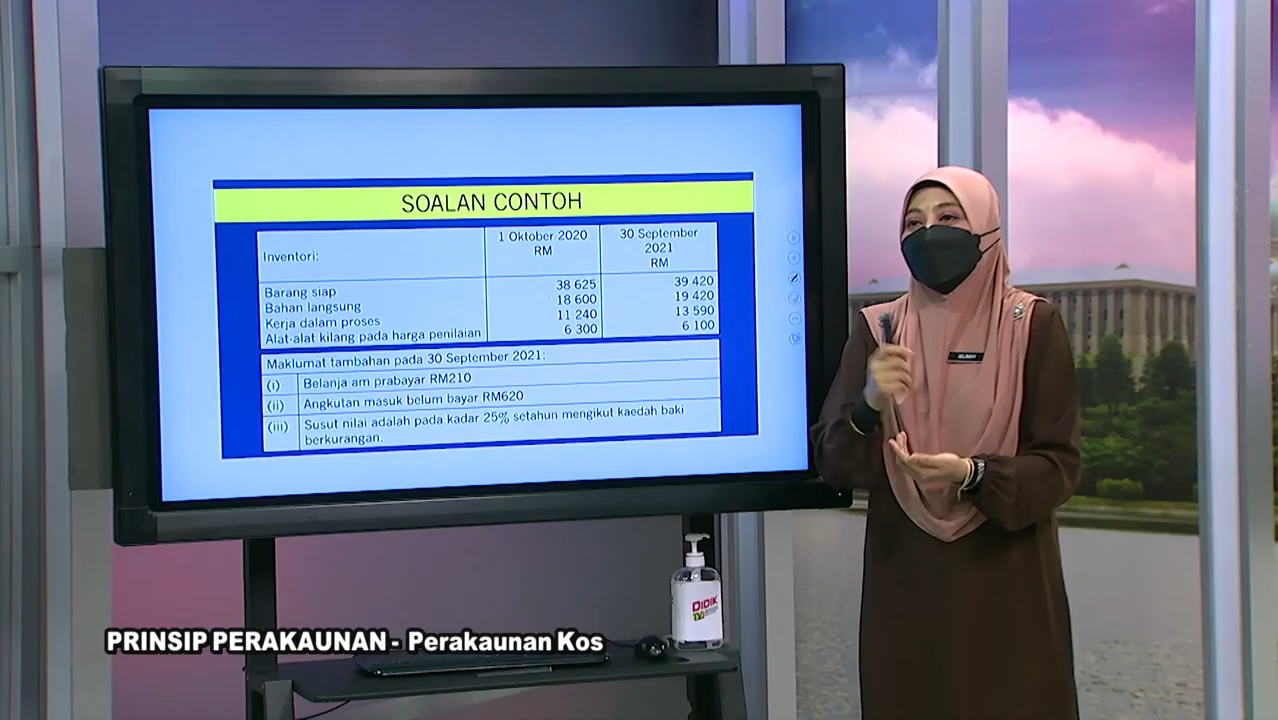 SOALAN CONTOH
Inventori:
1 Oktober 2020
RM
30 September
2021
RM
Barang siap 38 625 39 420
Bahan langsung 18 600 19 420
Kerja dalam proses 11 240 13 590
Alat-alat kilang pada harga penilaian 6 300 6 100
Maklumat tambahan pada 30 September 2021:
(i) Belanja am prabayar RM210
(ii) Angkutan masuk belum bayar RM620
(iii) Susut nilai adalah pada kadar 25% setahun mengikut kaedah baki
berkurangan.
DIDIK
PRINSIP PERAKAUNAN - Perakaunan Kos